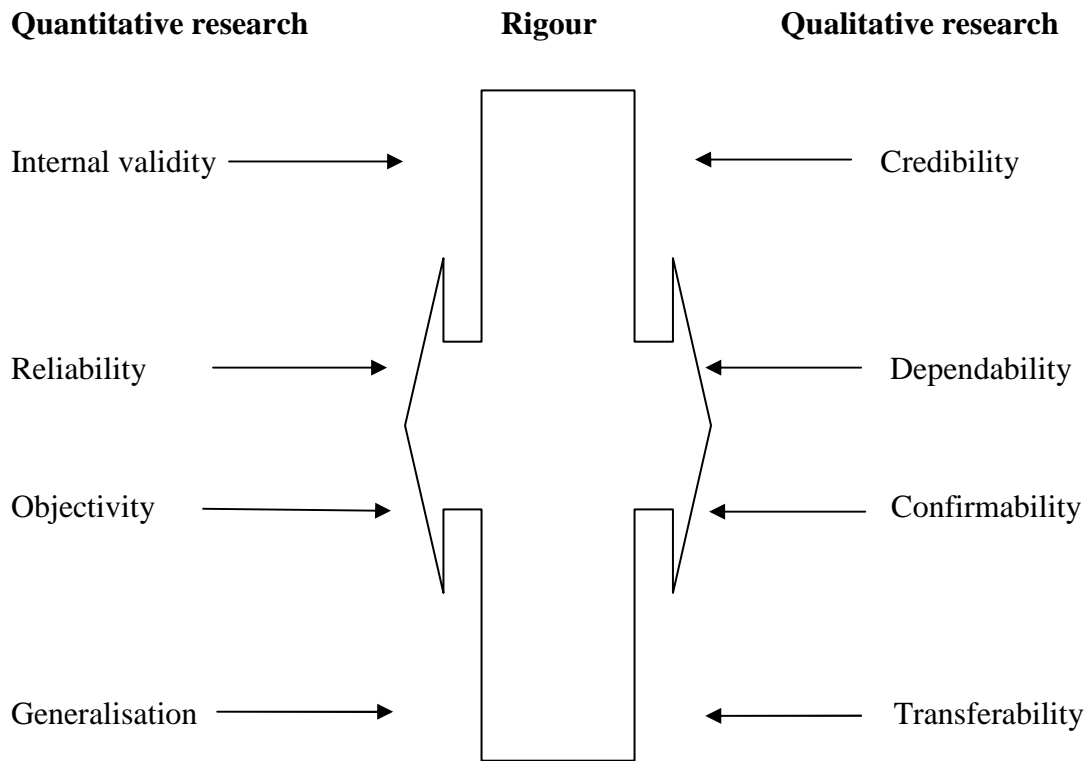 Quantitative research Rigour Qualitative research
Internal validity Credibility
Reliability Dependability
Objectivity Confirmability
Generalisation Transferability